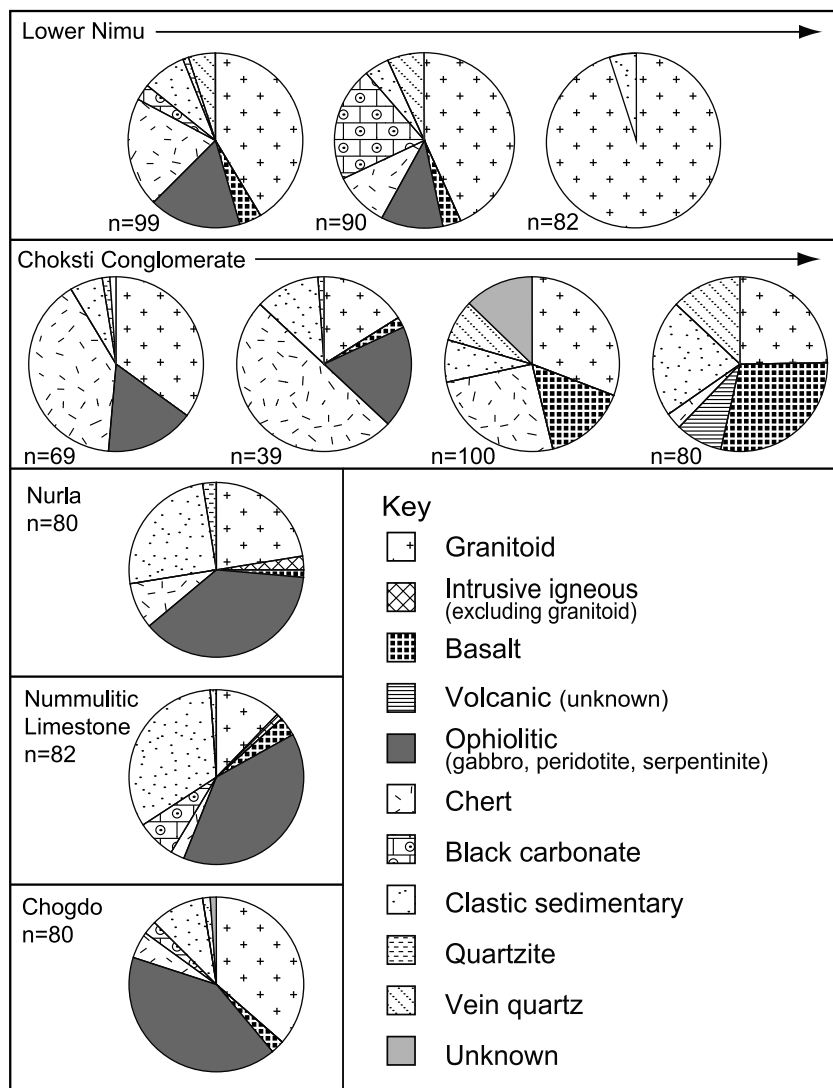 Lower Nimu
n=99
n=90
n=82
Choksti Conglomerate
n=69
n=39
n=100
n=80
Nurla
n=80
Nummulitic
Limestone
n=82
Chogdo
n=80
Key
Granitoid
Intrusive igneous
(excluding granitoid)
Basalt
Volcanic (unknown)
Ophiolitic
(gabbro, peridotite, serpentinite)
Chert
Black carbonate
Clastic sedimentary
Quartzite
Vein quartz
Unknown